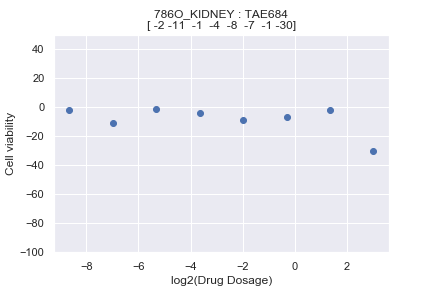 786O_KIDNEY : TAE684
[ -2 -11  -1  -4  -8  -7  -1 -30]
40
20
0
−20
−40
−60
−80
−100
Cell viability
−8 −6 −4 −2 0 2
log2(Drug Dosage)